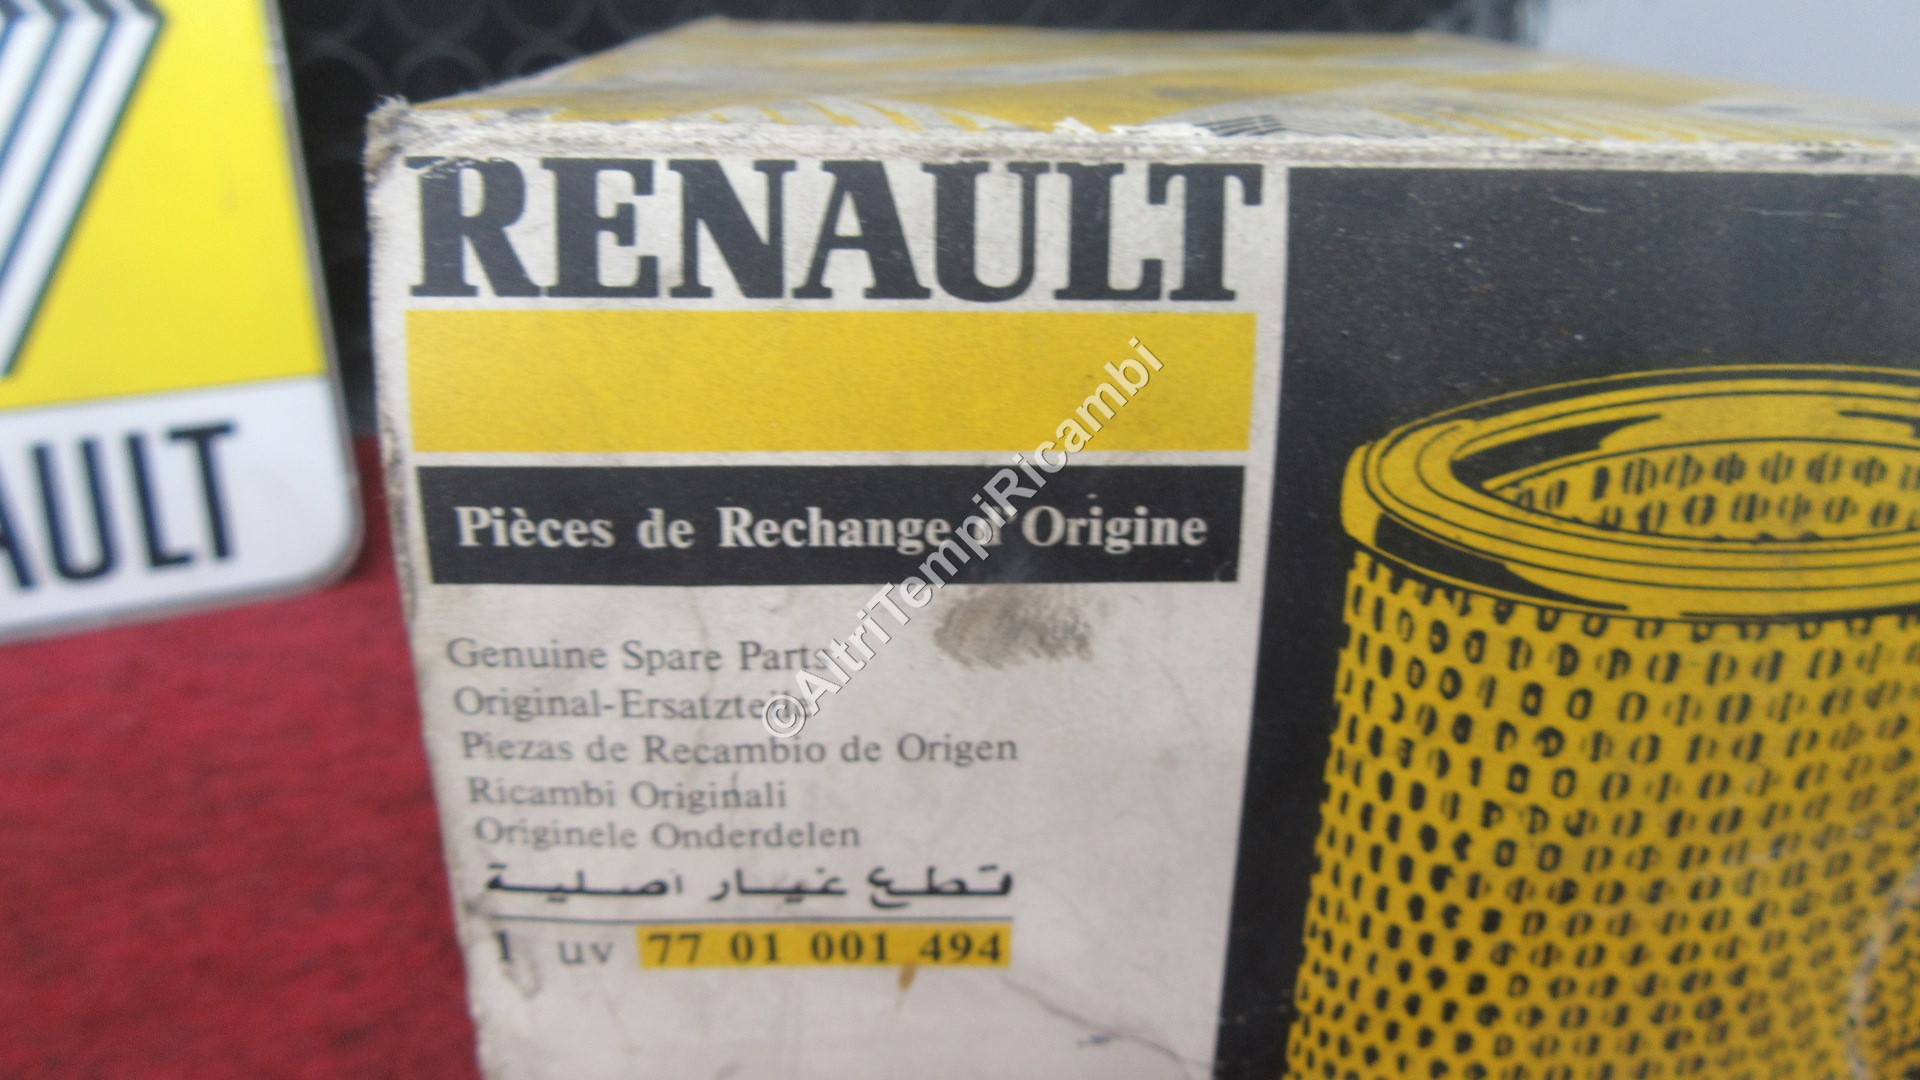 RENAULT
Pièces de Rechange d'Origine
Genuine Spare Parts
Original-Ersatzteile
Piezas de Recambio de Origen
Ricambi Originali
Originele Onderdelen
قطع غيار اصلية
1 UV 77 01 001 494
AULT
©AltriTempiRicambi